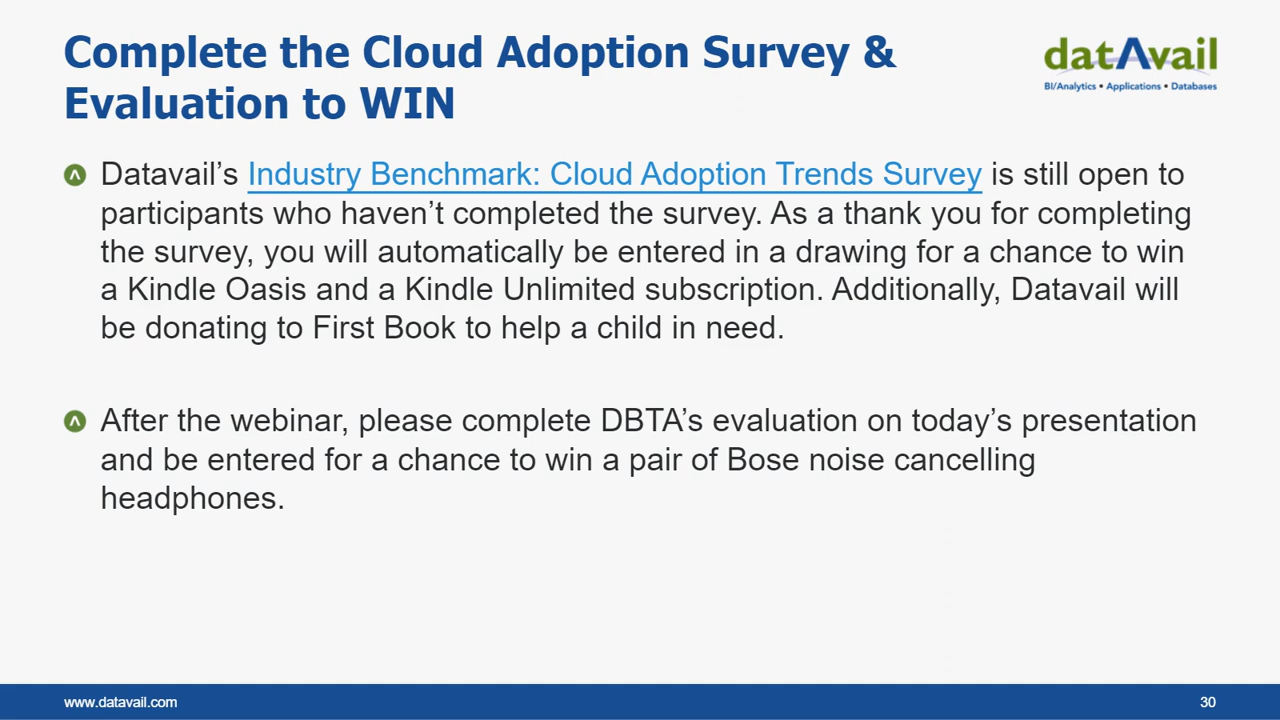 Complete the Cloud Adoption Survey &
Evaluation to WIN
datAvail
BI/Analytics • Applications • Databases
Datavail’s Industry Benchmark: Cloud Adoption Trends Survey is still open to
participants who haven’t completed the survey. As a thank you for completing
the survey, you will automatically be entered in a drawing for a chance to win
a Kindle Oasis and a Kindle Unlimited subscription. Additionally, Datavail will
be donating to First Book to help a child in need.
After the webinar, please complete DBTA’s evaluation on today’s presentation
and be entered for a chance to win a pair of Bose noise cancelling
headphones.
www.datavail.com
30